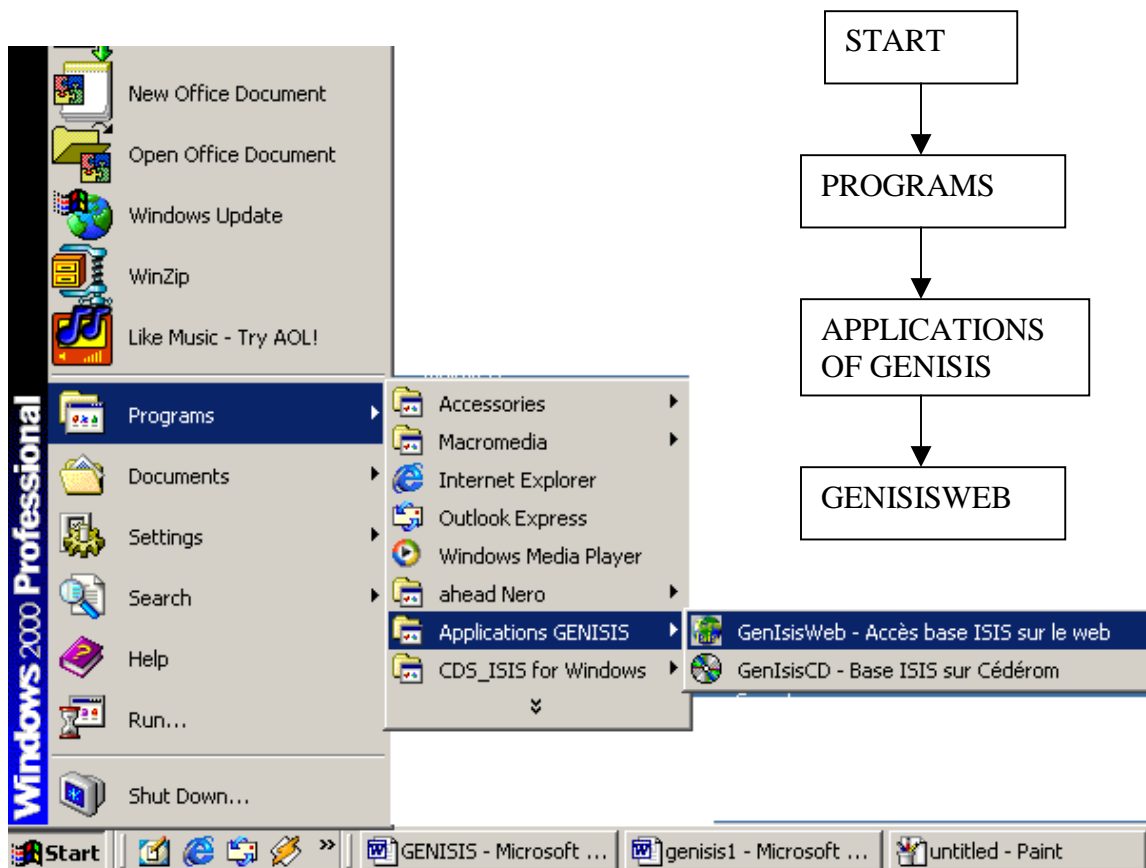 START
PROGRAMS
APPLICATIONS
OF GENISIS
GENISISWEB
New Office Document
Open Office Document
Windows Update
WinZip
Like Music - Try AOL!
Programs
Documents
Settings
Search
Help
Run...
Shut Down...
Windows 2000 Professional
Accessories
Macromedia
Internet Explorer
Outlook Express
Windows Media Player
ahead Nero
Applications GENISIS
CDS_ISIS for Windows
GenIsisWeb - Accès base ISIS sur le web
GenIsisCD - Base ISIS sur Cédérom
Start
GENISIS - Microsoft ...
genisis1 - Microsoft ...
untitled - Paint